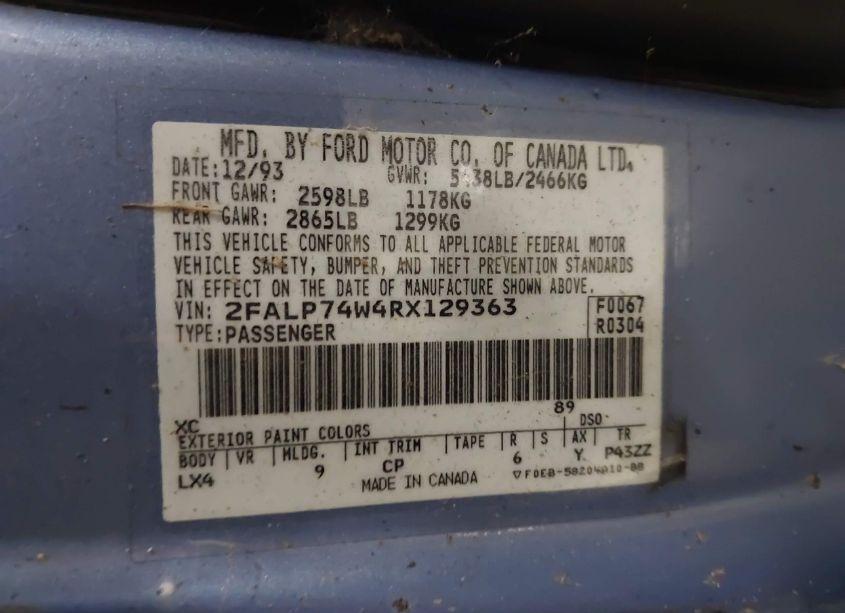 MFD. BY FORD MOTOR CO. OF CANADA LTD.
DATE: 12/93 GVWR: 5438LB/2466KG
FRONT GAWR: 2598LB 1178KG
REAR GAWR: 2865LB 1299KG
THIS VEHICLE CONFORMS TO ALL APPLICABLE FEDERAL MOTOR
VEHICLE SAFETY, BUMPER, AND THEFT PREVENTION STANDARDS
IN EFFECT ON THE DATE OF MANUFACTURE SHOWN ABOVE.
VIN: 2FALP74W4RX129363 F0067
TYPE: PASSENGER R0304
XC 89
EXTERIOR PAINT COLORS DSO
BODY VR MLDG. INT TRIM TAPE R S AX TR
LX4 9 CP 6 Y P43ZZ
MADE IN CANADA